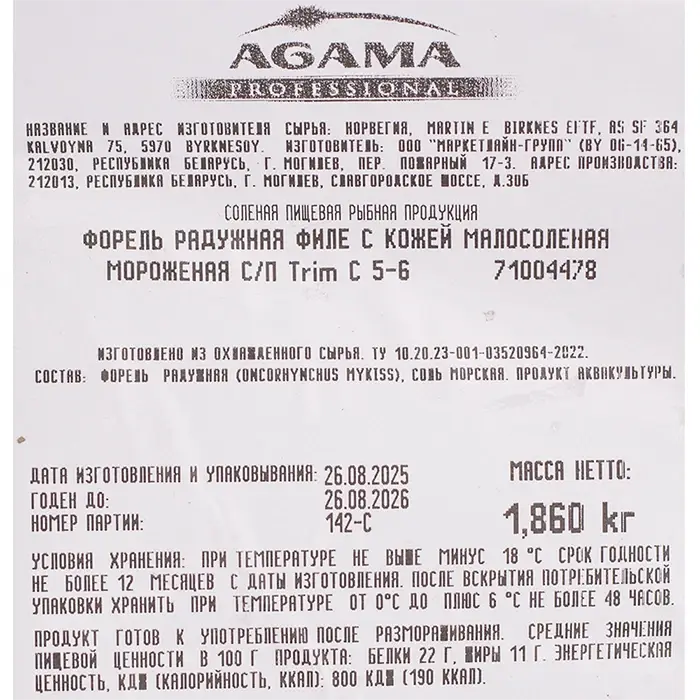 AGAMA
PROFESSIONAL
НАЗВАНИЕ И АДРЕС ИЗГОТОВИТЕЛЯ СЫРЬЯ: НОРВЕГИЯ, MARTIN E BIRKNES EFTF, AS SF 364
KALVOYNA 75, 5970 BYRKNESOY. ИЗГОТОВИТЕЛЬ: ООО "МАРКЕТЛАЙН-ГРУПП" (BY 06-14-65),
212030, РЕСПУБЛИКА БЕЛАРУСЬ, Г. МОГИЛЕВ, ПЕР. ПОЖАРНЫЙ 17-3. АДРЕС ПРОИЗВОДСТВА:
212013, РЕСПУБЛИКА БЕЛАРУСЬ, Г. МОГИЛЕВ, СЛАВГОРОДСКОЕ ШОССЕ, Д.30Б
СОЛЕНАЯ ПИЩЕВАЯ РЫБНАЯ ПРОДУКЦИЯ
ФОРЕЛЬ РАДУЖНАЯ ФИЛЕ С КОЖЕЙ МАЛОСОЛЕНАЯ
МОРОЖЕНАЯ С/П Trim C 5-6 71004478
ИЗГОТОВЛЕНО ИЗ ОХЛАЖДЕННОГО СЫРЬЯ. ТУ 10.20.23-001-03520964-2022.
СОСТАВ: ФОРЕЛЬ РАДУЖНАЯ (ONCORHYNCHUS MYKISS), СОЛЬ МОРСКАЯ. ПРОДУКТ АКВАКУЛЬТУРЫ.
ДАТА ИЗГОТОВЛЕНИЯ И УПАКОВЫВАНИЯ: 26.08.2025
ГОДЕН ДО: 26.08.2026
НОМЕР ПАРТИИ: 142-С
МАССА НЕТТО:
1,860 kг
УСЛОВИЯ ХРАНЕНИЯ: ПРИ ТЕМПЕРАТУРЕ НЕ ВЫШЕ МИНУС 18 °С СРОК ГОДНОСТИ
НЕ БОЛЕЕ 12 МЕСЯЦЕВ С ДАТЫ ИЗГОТОВЛЕНИЯ. ПОСЛЕ ВСКРЫТИЯ ПОТРЕБИТЕЛЬСКОЙ
УПАКОВКИ ХРАНИТЬ ПРИ ТЕМПЕРАТУРЕ ОТ 0°С ДО ПЛЮС 6 °С НЕ БОЛЕЕ 48 ЧАСОВ.
ПРОДУКТ ГОТОВ К УПОТРЕБЛЕНИЮ ПОСЛЕ РАЗМОРАЖИВАНИЯ. СРЕДНИЕ ЗНАЧЕНИЯ
ПИЩЕВОЙ ЦЕННОСТИ В 100 Г ПРОДУКТА: БЕЛКИ 22 Г, ЖИРЫ 11 Г. ЭНЕРГЕТИЧЕСКАЯ
ЦЕННОСТЬ, КДЖ (КАЛОРИЙНОСТЬ, ККАЛ): 800 КДЖ (190 ККАЛ).